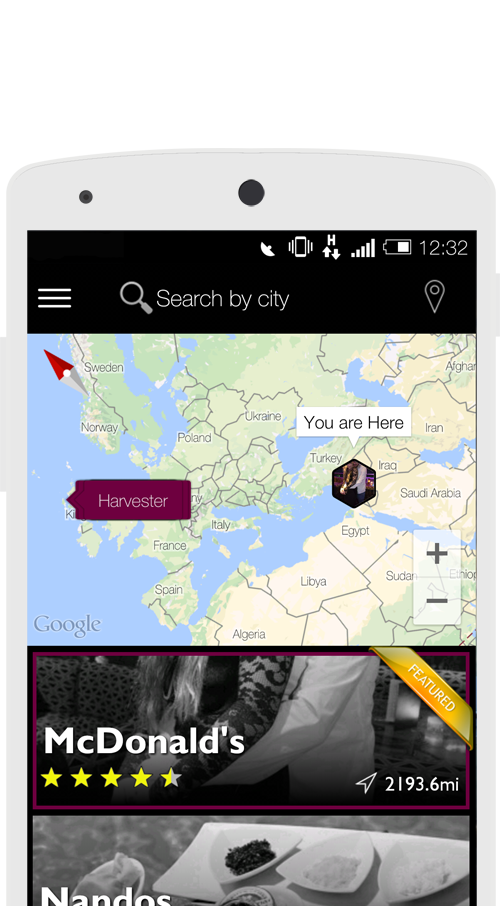 H
12:32
Search by city
Afghan
Sweden
Norway
Ukraine
Poland
You are Here
Iran
Turkey
Iraq
Harvester
ny
Ki
Saudi Arabia
Italy
Egypt
France
Spain
Libya
Sudan
Ethiop
Algeria
Google
+
−
FEATURED
McDonald's
2193.6mi
Nandos